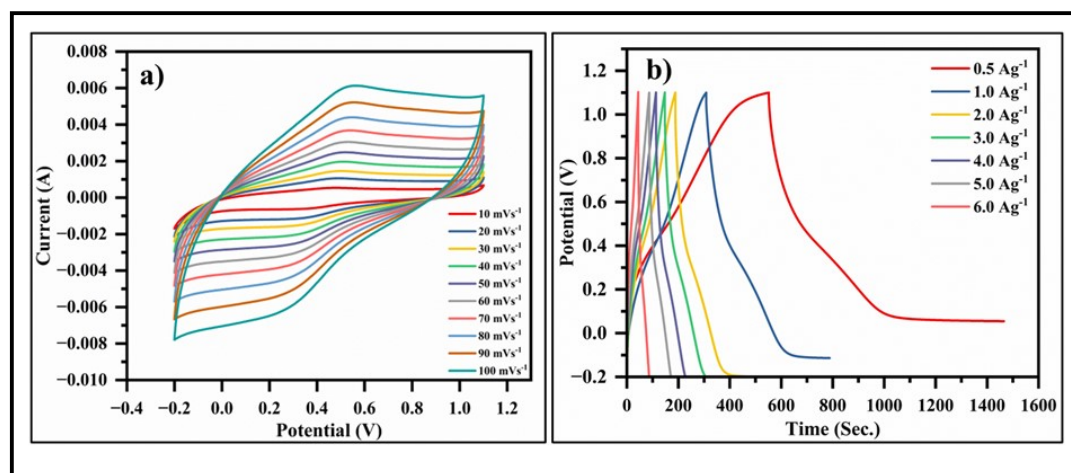 a)
0.008
0.006
0.004
0.002
0.000
−0.002
−0.004
−0.006
−0.008
−0.010
Current (A)
−0.4 −0.2 0.0 0.2 0.4 0.6 0.8 1.0 1.2
Potential (V)
10 mVs⁻¹
20 mVs⁻¹
30 mVs⁻¹
40 mVs⁻¹
50 mVs⁻¹
60 mVs⁻¹
70 mVs⁻¹
80 mVs⁻¹
90 mVs⁻¹
100 mVs⁻¹
b)
1.2
1.0
0.8
0.6
0.4
0.2
0.0
−0.2
Potential (V)
0 200 400 600 800 1000 1200 1400 1600
Time (Sec.)
0.5 Ag⁻¹
1.0 Ag⁻¹
2.0 Ag⁻¹
3.0 Ag⁻¹
4.0 Ag⁻¹
5.0 Ag⁻¹
6.0 Ag⁻¹